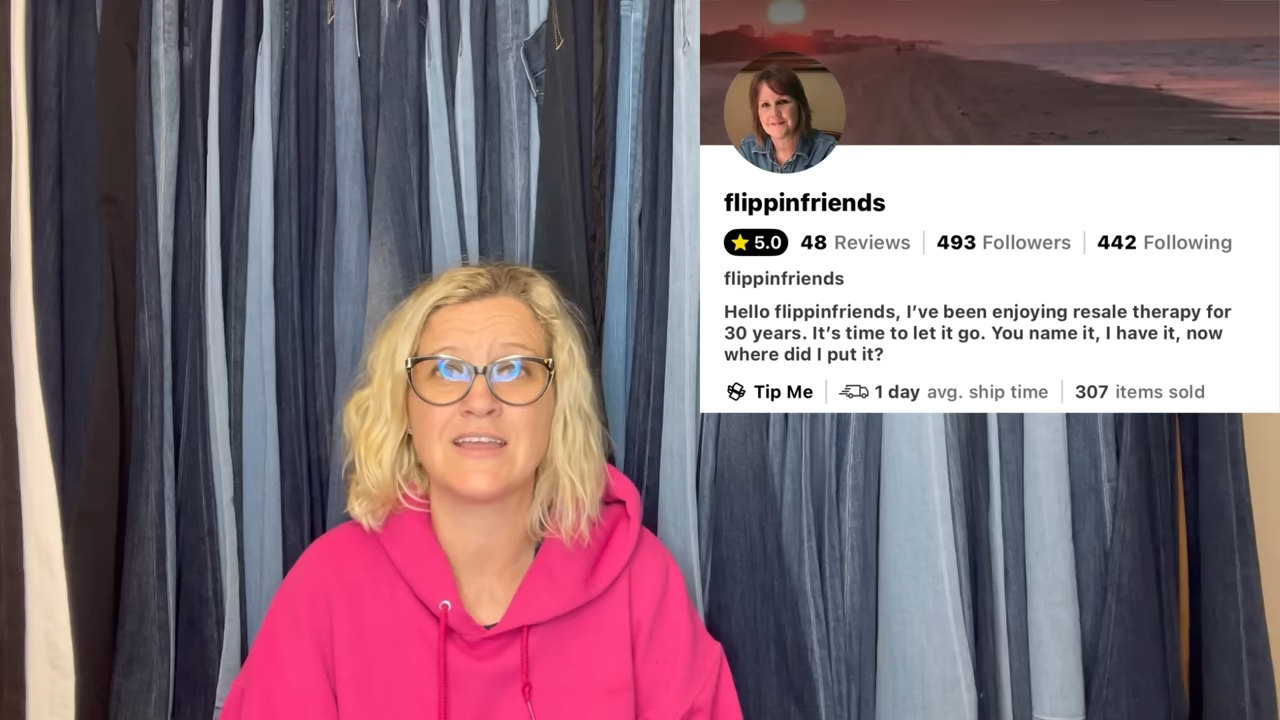 flippinfriends
5.0 48 Reviews 493 Followers 442 Following
flippinfriends
Hello flippinfriends, I’ve been enjoying resale therapy for
30 years. It’s time to let it go. You name it, I have it, now
where did I put it?
Tip Me 1 day avg. ship time 307 items sold